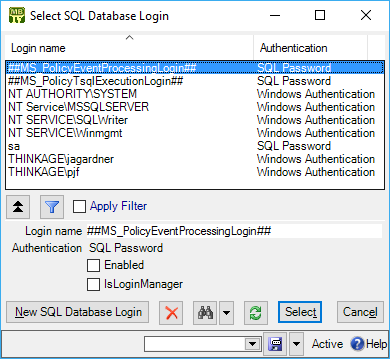 MB
Select SQL Database Login
Login name Authentication
##MS_PolicyEventProcessingLogin## SQL Password
##MS_PolicyTsqlExecutionLogin## SQL Password
NT AUTHORITY\SYSTEM Windows Authentication
NT Service\MSSQLSERVER Windows Authentication
NT SERVICE\SQLWriter Windows Authentication
NT SERVICE\Winmgmt Windows Authentication
sa SQL Password
THINKAGE\jagardner Windows Authentication
THINKAGE\pjf Windows Authentication
Apply Filter
Login name ##MS_PolicyEventProcessingLogin##
Authentication SQL Password
Enabled
IsLoginManager
New SQL Database Login Select Cancel
Active Help